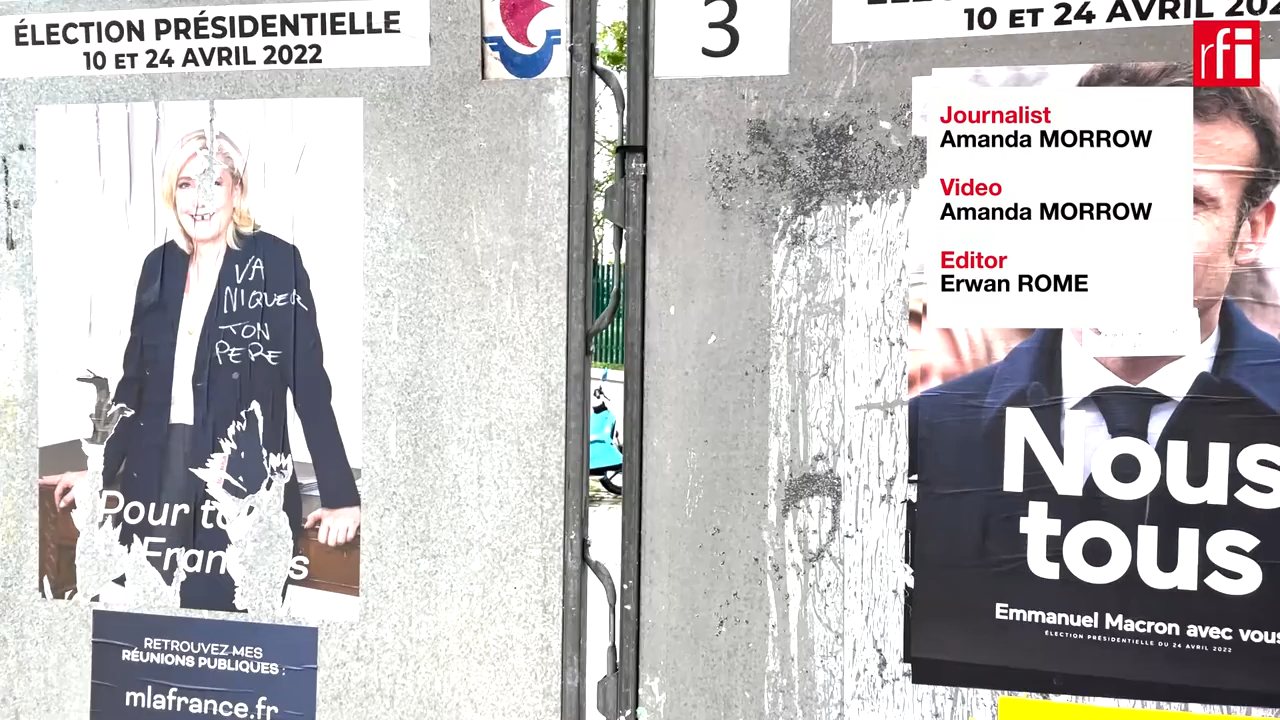 ÉLECTION PRÉSIDENTIELLE
10 ET 24 AVRIL 2022
VA
NIQUER
TON
PERE
Pour
Fran
s
RETROUVEZ MES
RÉUNIONS PUBLIQUES :
mlafrance.fr
3
10 ET 24 AVRIL
rfi
Journalist
Amanda MORROW
Video
Amanda MORROW
Editor
Erwan ROME
Nous
tous
Emmanuel Macron avec vous
ÉLECTION PRÉSIDENTIELLE DU 24 AVRIL 2022